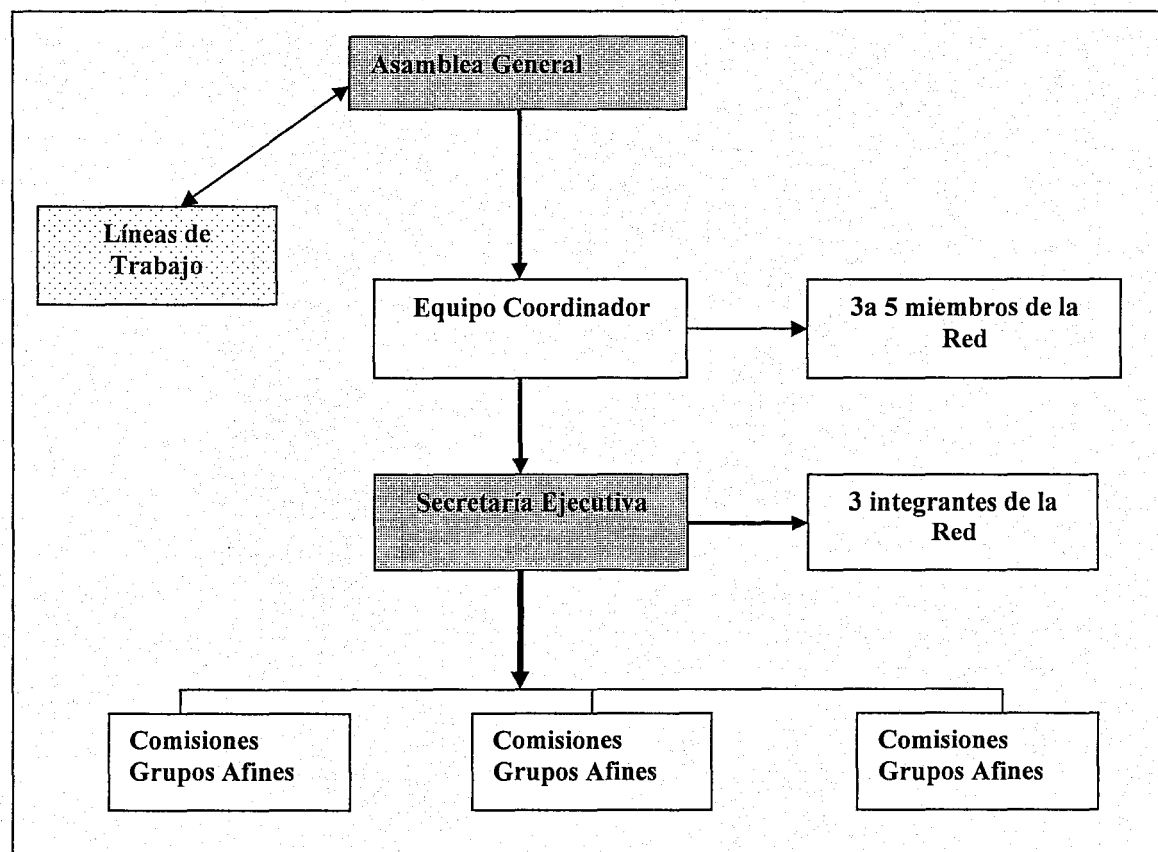 Asamblea General
Líneas de
Trabajo
Equipo Coordinador
3a 5 miembros de la
Red
Secretaría Ejecutiva
3 integrantes de la
Red
Comisiones
Grupos Afines
Comisiones
Grupos Afines
Comisiones
Grupos Afines